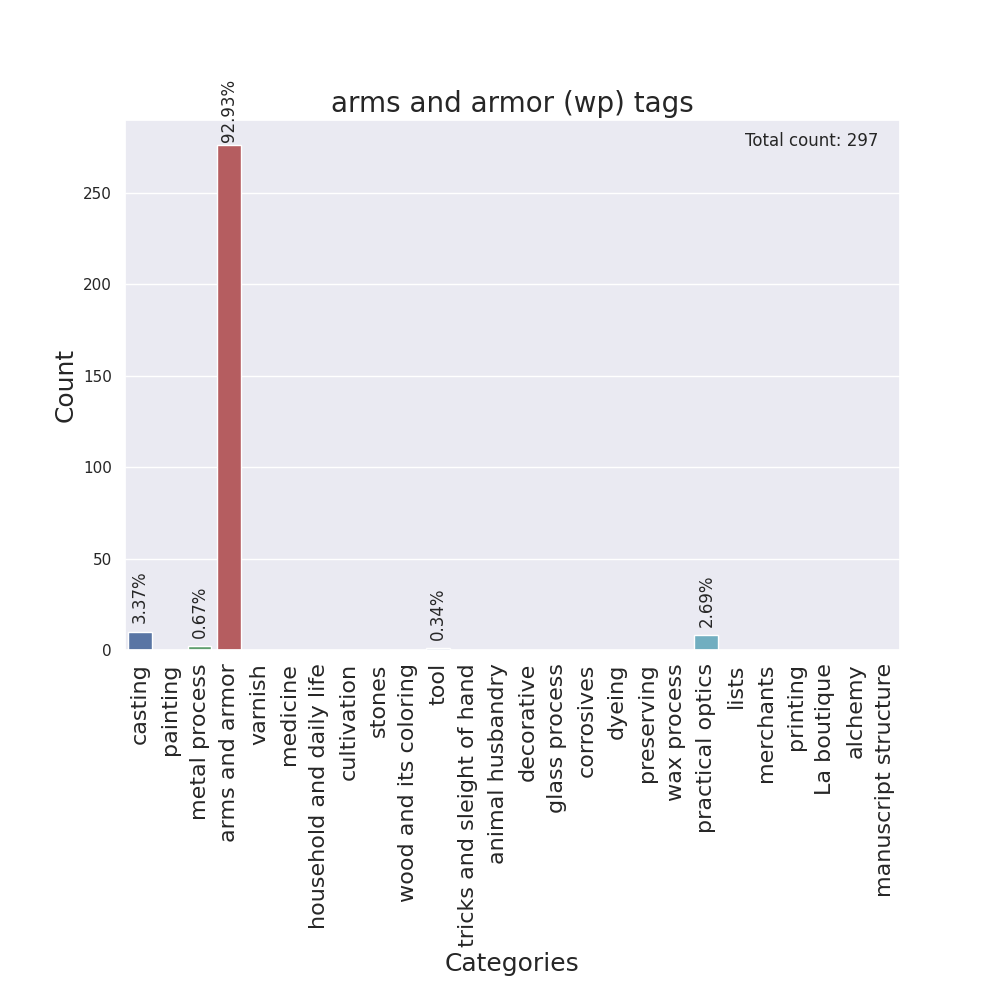 arms and armor (wp) tags
Total count: 297
Count
250
200
150
100
50
0
3.37%
0.67%
92.93%
0.34%
2.69%
casting
painting
metal process
arms and armor
varnish
medicine
household and daily life
cultivation
stones
wood and its coloring
tool
tricks and sleight of hand
animal husbandry
decorative
glass process
corrosives
dyeing
preserving
wax process
practical optics
lists
merchants
printing
La boutique
alchemy
manuscript structure
Categories